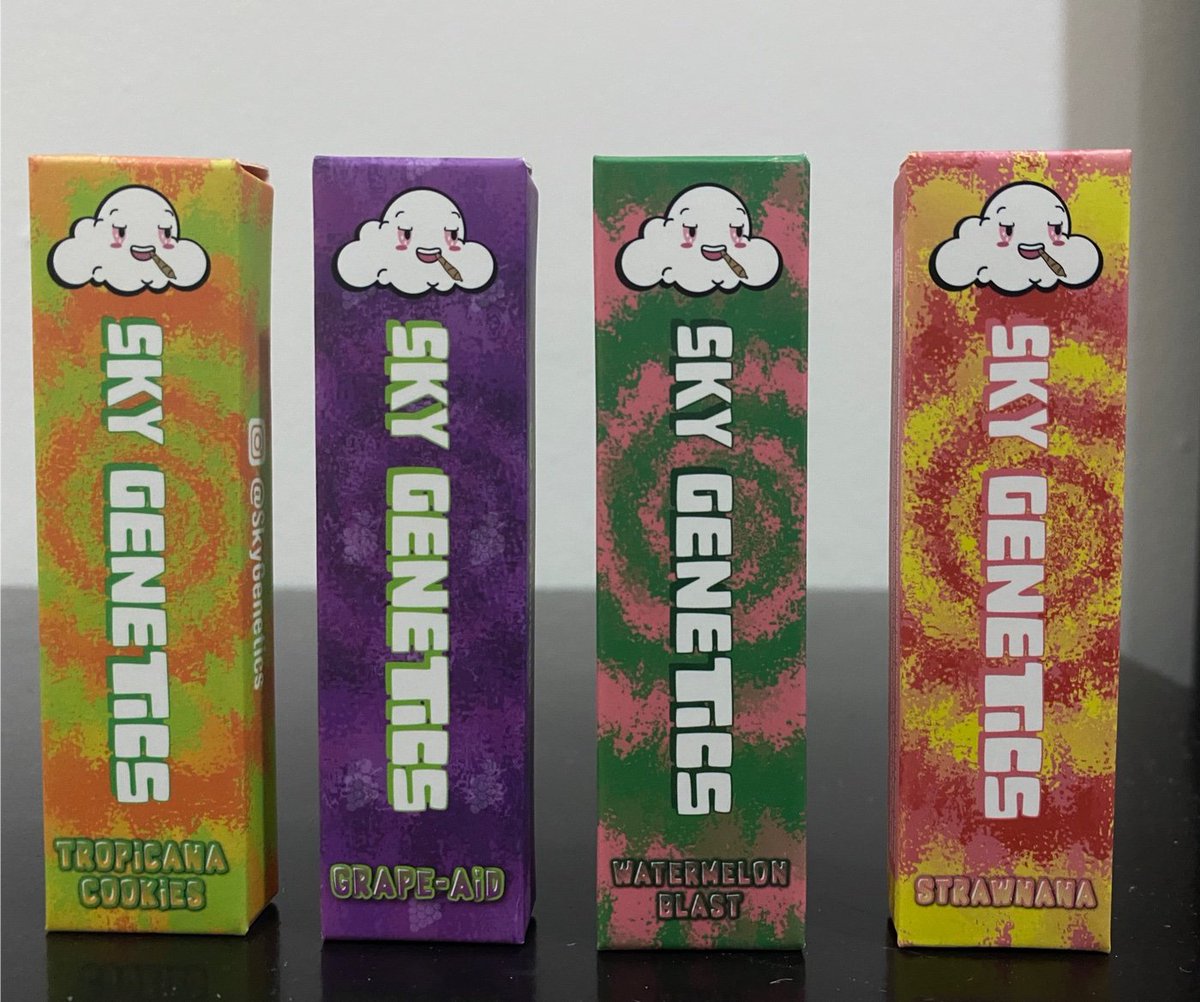 SKY GENETICS
TROPICANA
COOKIES
@SkyGenetics
SKY GENETICS
GRAPE-AiD
SKY GENETICS
WATERMELON
BLAST
SKY GENETICS
STRAWNANA